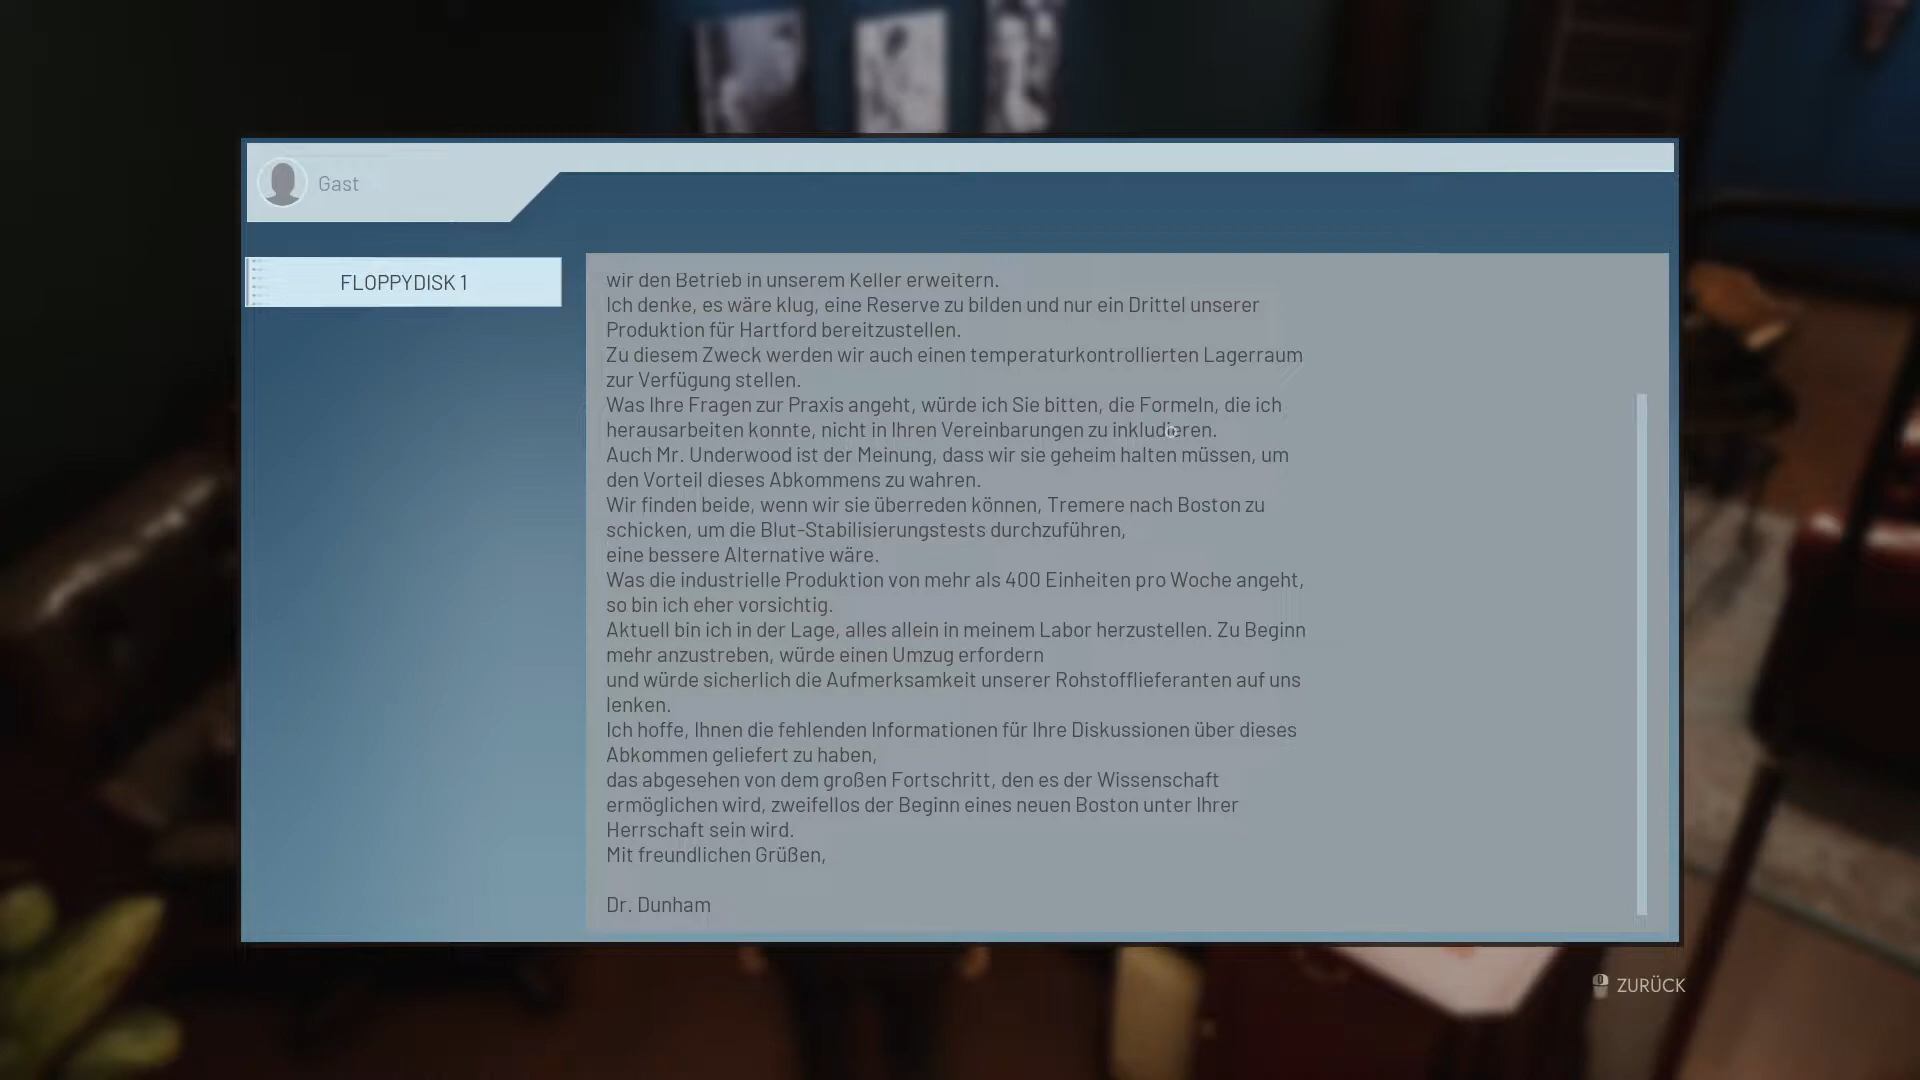 Gast
FLOPPYDISK 1
wir den Betrieb in unserem Keller erweitern.
Ich denke, es wäre klug, eine Reserve zu bilden und nur ein Drittel unserer
Produktion für Hartford bereitzustellen.
Zu diesem Zweck werden wir auch einen temperaturkontrollierten Lagerraum
zur Verfügung stellen.
Was Ihre Fragen zur Praxis angeht, würde ich Sie bitten, die Formeln, die ich
herausarbeiten konnte, nicht in Ihren Vereinbarungen zu inkludieren.
Auch Mr. Underwood ist der Meinung, dass wir sie geheim halten müssen, um
den Vorteil dieses Abkommens zu wahren.
Wir finden beide, wenn wir sie überreden können, Tremere nach Boston zu
schicken, um die Blut-Stabilisierungstests durchzuführen,
eine bessere Alternative wäre.
Was die industrielle Produktion von mehr als 400 Einheiten pro Woche angeht,
so bin ich eher vorsichtig.
Aktuell bin ich in der Lage, alles allein in meinem Labor herzustellen. Zu Beginn
mehr anzustreben, würde einen Umzug erfordern
und würde sicherlich die Aufmerksamkeit unserer Rohstofflieferanten auf uns
lenken.
Ich hoffe, Ihnen die fehlenden Informationen für Ihre Diskussionen über dieses
Abkommen geliefert zu haben,
das abgesehen von dem großen Fortschritt, den es der Wissenschaft
ermöglichen wird, zweifellos der Beginn eines neuen Boston unter Ihrer
Herrschaft sein wird.
Mit freundlichen Grüßen,
Dr. Dunham
ZURÜCK